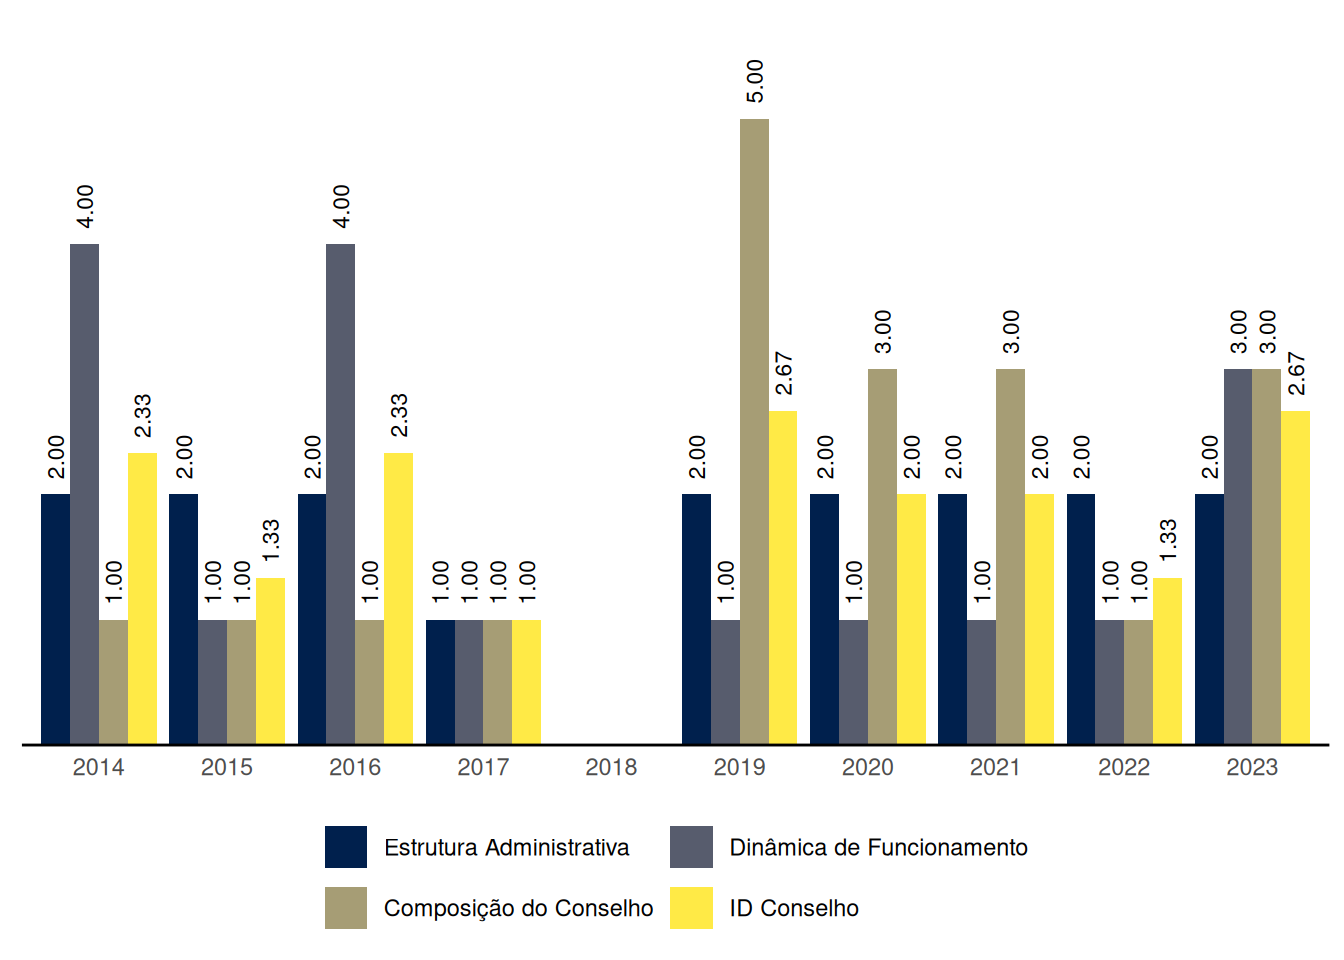 5.00
4.00 4.00
3.00 3.00 3.00 3.00
2.67 2.67
2.33 2.33
2.00 2.00 2.00 2.00 2.00 2.00 2.00 2.00 2.00 2.00
1.33 1.33
1.00 1.00 1.00 1.00 1.00 1.00 1.00 1.00 1.00 1.00 1.00 1.00 1.00
2014 2015 2016 2017 2018 2019 2020 2021 2022 2023
Estrutura Administrativa Dinâmica de Funcionamento
Composição do Conselho ID Conselho